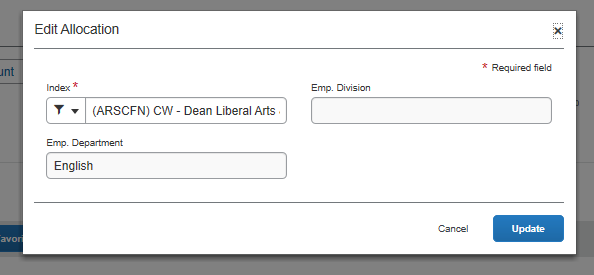 Edit Allocation
* Required field
Index *
Emp. Division
(ARSCFN) CW - Dean Liberal Arts
Emp. Department
English
Cancel
Update